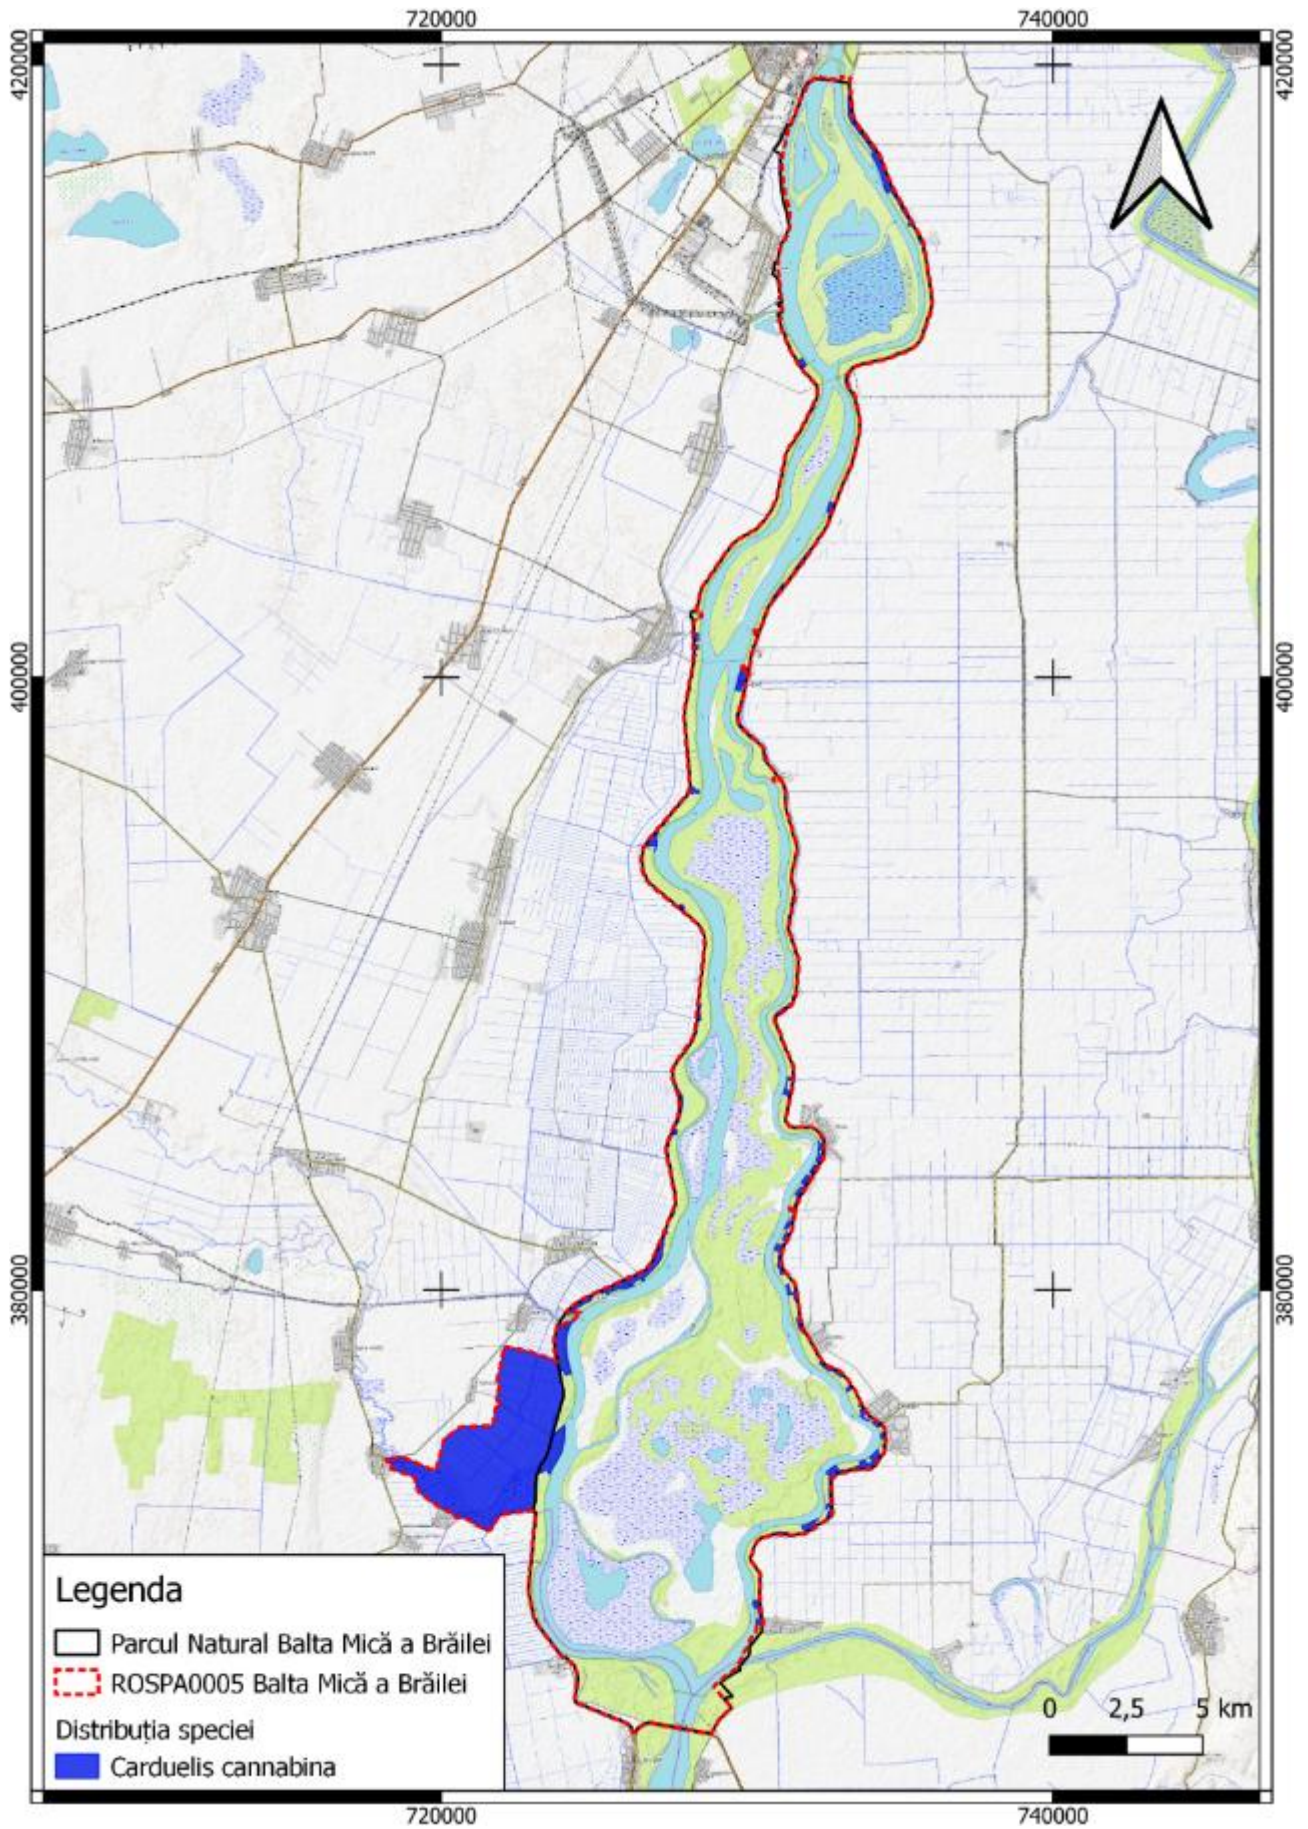 720000 740000
420000 420000
400000 400000
380000 380000
Legenda
Parcul Natural Balta Mică a Brăilei
ROSPA0005 Balta Mică a Brăilei
Distribuția speciei
Carduelis cannabina
0 2,5 5 km
720000 740000